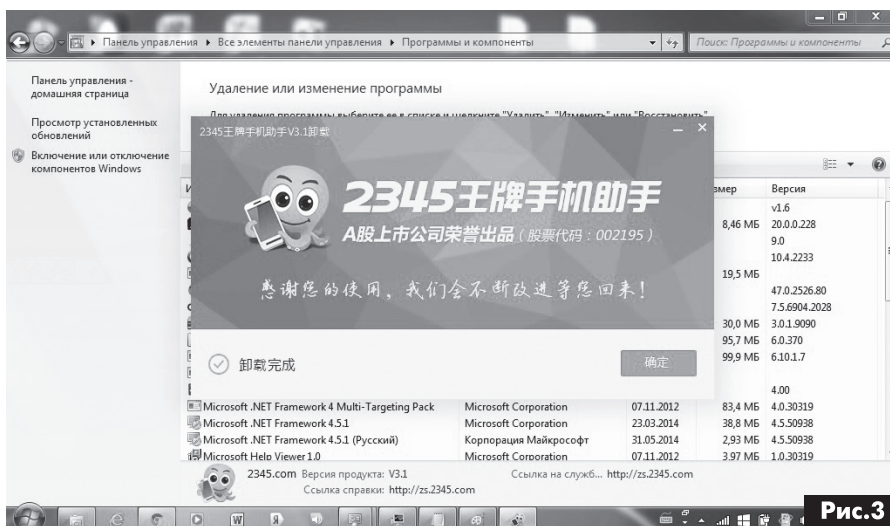 Панель управления ▸ Все элементы панели управления ▸ Программы и компоненты
Поиск: Программы и компоненты
Панель управления -
домашняя страница
Просмотр установленных
обновлений
Включение или отключение
компонентов Windows
Удаление или изменение программы
Для удаления программы выберите ее в списке и щелкните "Удалить", "Изменить" или "Восстановить".
2345王牌手机助手V3.1卸载
2345王牌手机助手
A股上市公司荣誉出品(股票代码:002195)
感谢您的使用,我们会不断改进等您回来!
卸载完成
确定
Версия
v1.6
8,46 МБ 20.0.0.228
9.0
10.4.2233
19,5 МБ
47.0.2526.80
7.5.6904.2028
30,0 МБ 3.0.1.9090
95,7 МБ 6.0.370
99,9 МБ 6.10.1.7
4.00
Microsoft .NET Framework 4 Multi-Targeting Pack Microsoft Corporation 07.11.2012 83,4 МБ 4.0.30319
Microsoft .NET Framework 4.5.1 Microsoft Corporation 23.03.2014 38,8 МБ 4.5.50938
Microsoft .NET Framework 4.5.1 (Русский) Корпорация Майкрософт 31.05.2014 2,93 МБ 4.5.50938
Microsoft Help Viewer 1.0 Microsoft Corporation 07.11.2012 3,97 МБ 1.0.30319
2345.com Версия продукта: V3.1 Ссылка на служб... http://zs.2345.com
Ссылка справки: http://zs.2345.com
Рис.3